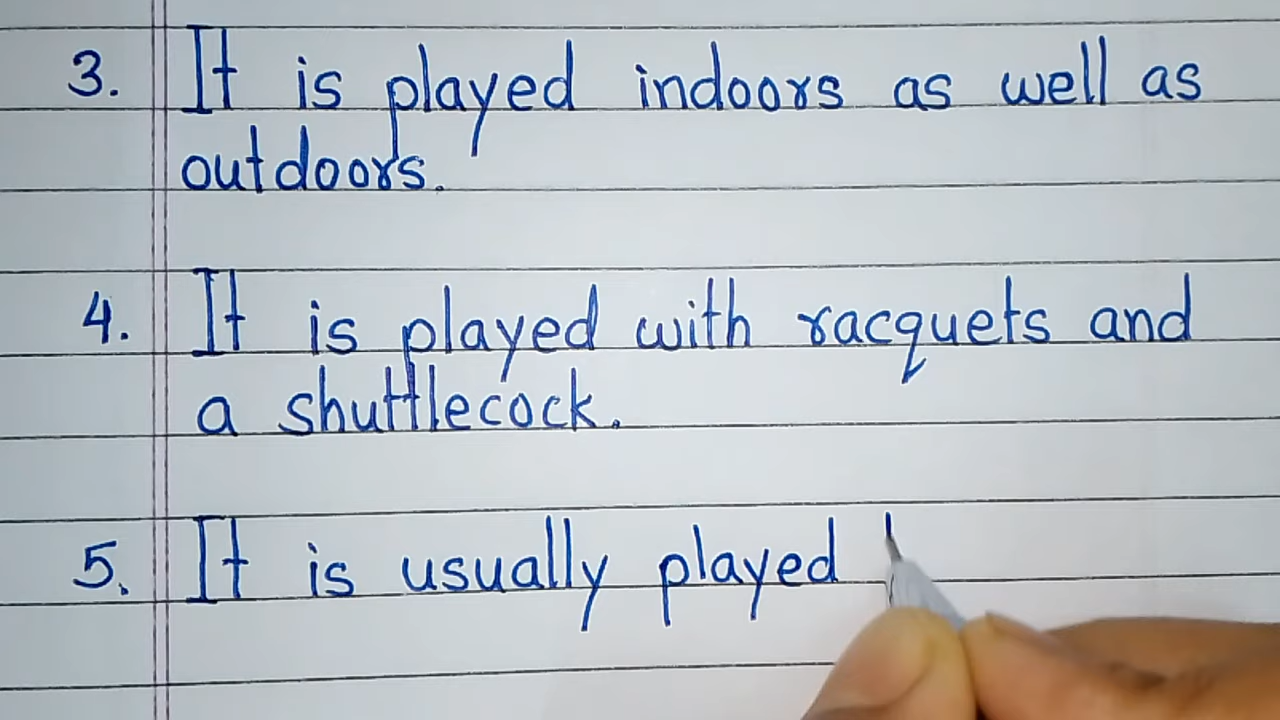 3. It is played indoors as well as
outdoors.
4. It is played with racquets and
a shuttlecock.
5. It is usually played